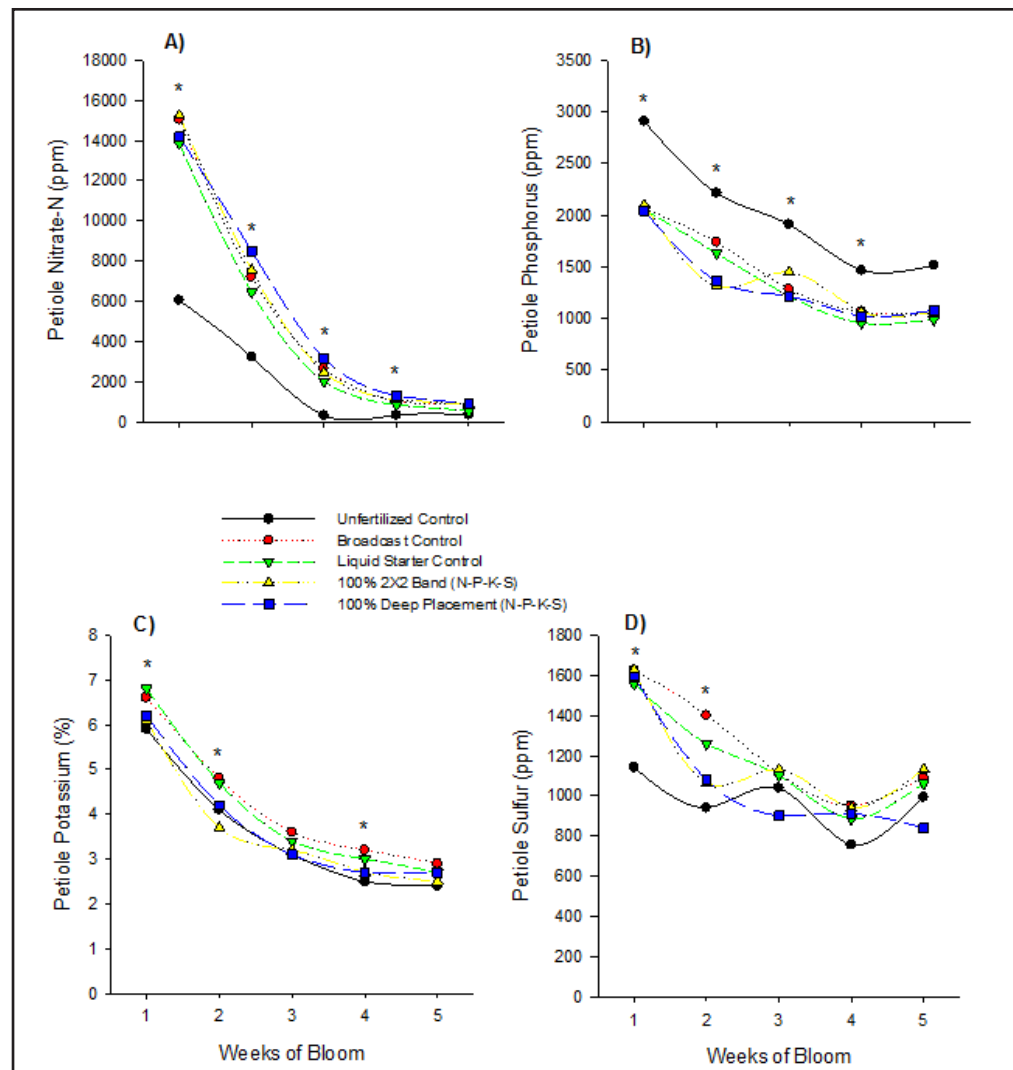 A)
18000
16000
14000
12000
10000
8000
6000
4000
2000
0
Petiole Nitrate-N (ppm)
*
*
*
*
B)
3500
3000
2500
2000
1500
1000
500
0
Petiole Phosphorus (ppm)
*
*
*
*
Unfertilized Control
Broadcast Control
Liquid Starter Control
100% 2X2 Band (N-P-K-S)
100% Deep Placement (N-P-K-S)
C)
8
7
6
5
4
3
2
1
0
Petiole Potassium (%)
*
*
*
1 2 3 4 5
Weeks of Bloom
D)
1800
1600
1400
1200
1000
800
600
400
200
0
Petiole Sulfur (ppm)
*
*
1 2 3 4 5
Weeks of Bloom